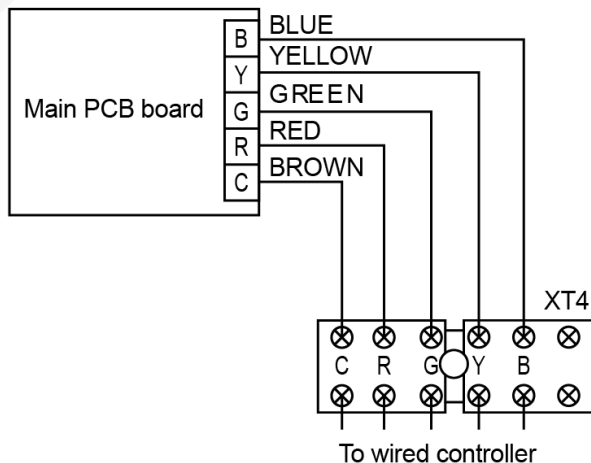 B BLUE
Y YELLOW
Main PCB board G GREEN
R RED
C BROWN
XT4
C R G Y B
To wired controller